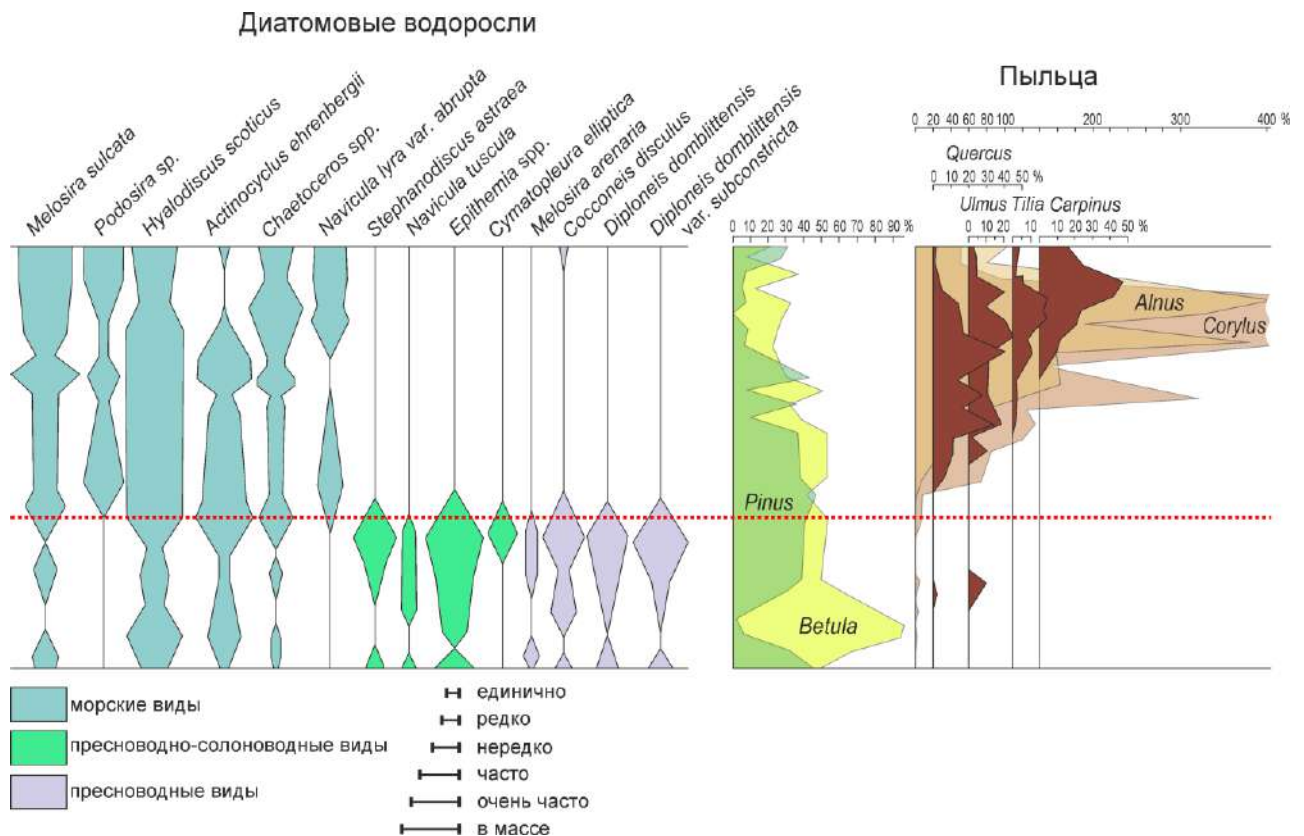 Диатомовые водоросли
Melosira sulcata
Podosira sp.
Hyalodiscus scoticus
Actinocyclus ehrenbergii
Chaetoceros spp.
Navicula lyra var. abrupta
Stephanodiscus astraea
Navicula tuscula
Epithemia spp.
Cymatopleura elliptica
Melosira arenaria
Cocconeis disculus
Diploneis domblittensis
Diploneis domblittensis
var. subconstricta
Пыльца
0 20 60 80 100 200 300 400 %
Quercus
0 20 30 40 50 %
Ulmus Tilia Carpinus
0 10 20 30 40 50 60 70 80 90 %
0 10 20 10 10 20 30 40 50 %
Alnus
Corylus
Pinus
Betula
морские виды
пресноводно-солоноводные виды
пресноводные виды
единично
редко
нередко
часто
очень часто
в массе